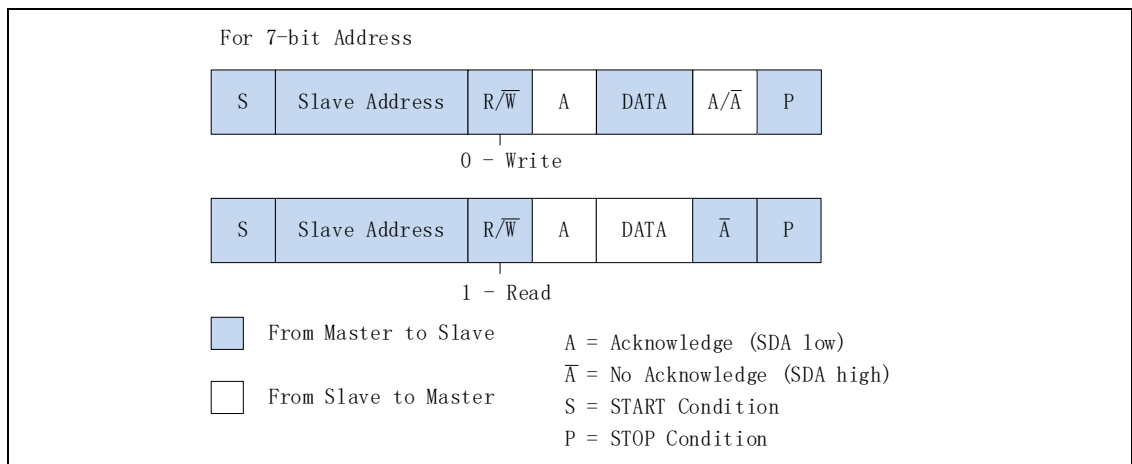 For 7-bit Address
S Slave Address R/W̅ A DATA A/A̅ P
0 - Write
S Slave Address R/W̅ A DATA A̅ P
1 - Read
From Master to Slave
From Slave to Master
A = Acknowledge (SDA low)
A̅ = No Acknowledge (SDA high)
S = START Condition
P = STOP Condition